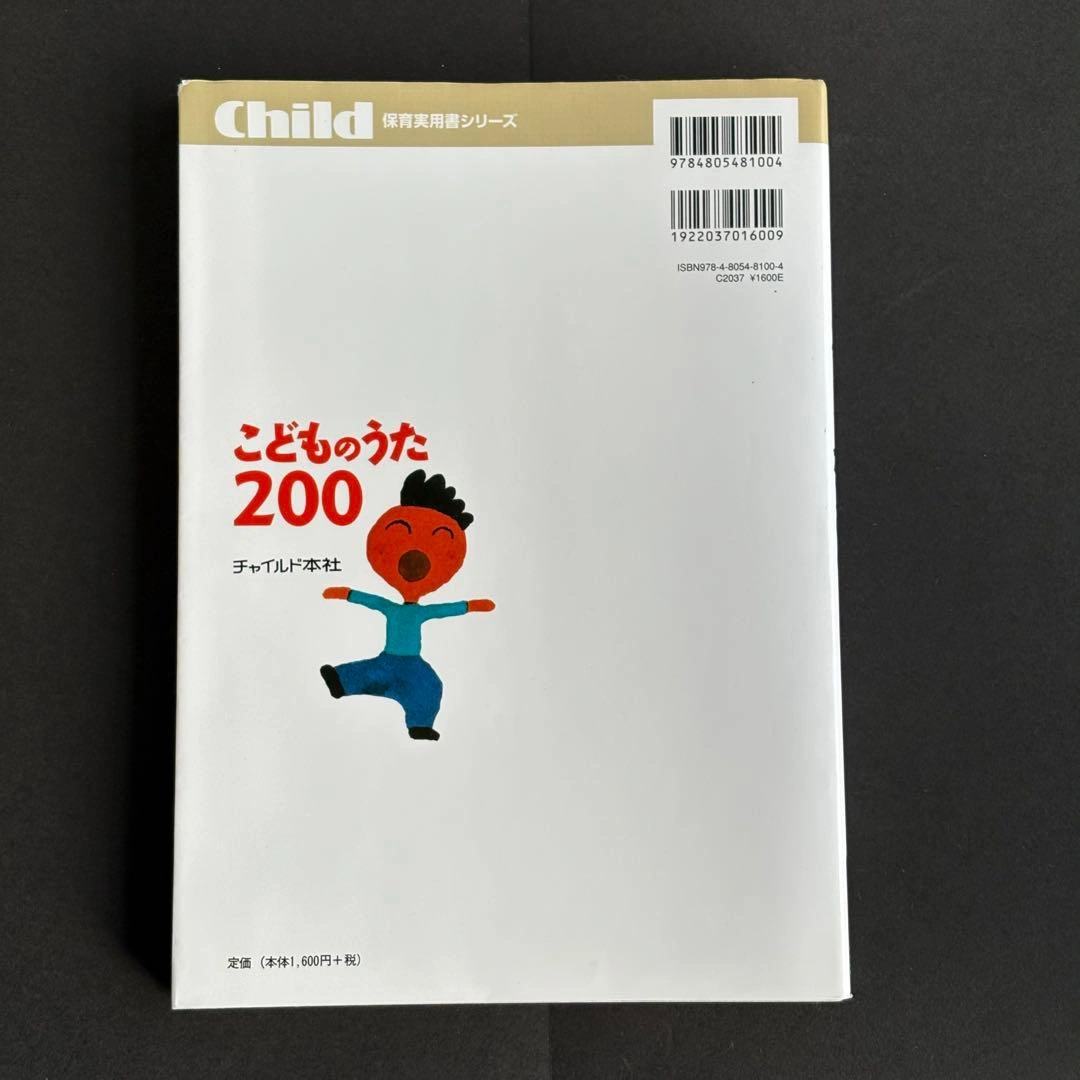 Child 保育実用書シリーズ
9784805481004
1922037016009
ISBN978-4-8054-8100-4
C2037 ¥1600E
こどものうた
200
チャイルド本社
定価（本体1,600円＋税）